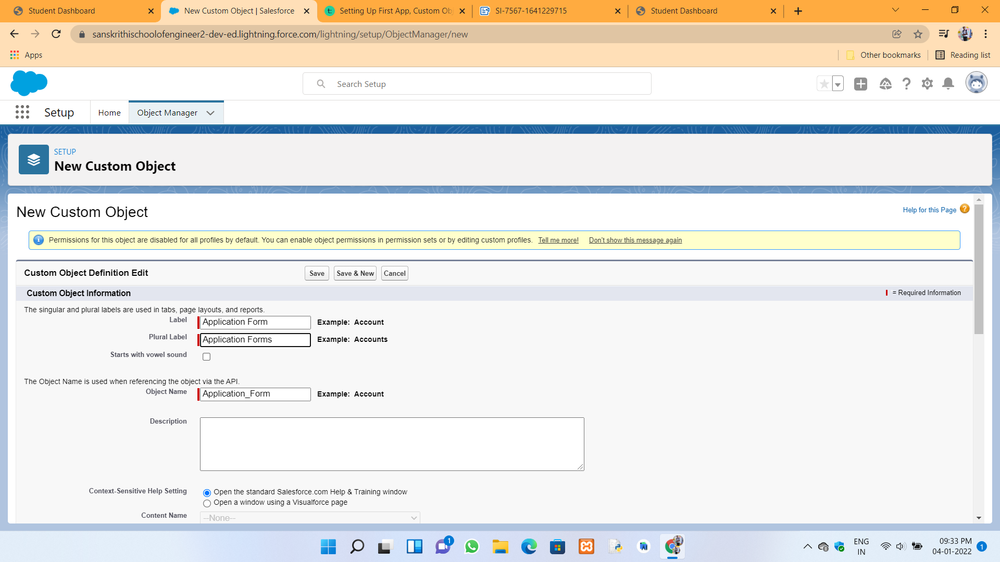 Student Dashboard
New Custom Object | Salesforce
Setting Up First App, Custom Ob
SI-7567-1641229715
Student Dashboard
sanskrithischoolofengineer2-dev-ed.lightning.force.com/lightning/setup/ObjectManager/new
Apps
Other bookmarks
Reading list
Search Setup
Setup
Home
Object Manager
SETUP
New Custom Object
New Custom Object
Help for this Page
Permissions for this object are disabled for all profiles by default. You can enable object permissions in permission sets or by editing custom profiles. Tell me more! Don't show this message again
Custom Object Definition Edit
Save
Save & New
Cancel
Custom Object Information
= Required Information
The singular and plural labels are used in tabs, page layouts, and reports.
Label
Application Form
Example: Account
Plural Label
Application Forms
Example: Accounts
Starts with vowel sound
The Object Name is used when referencing the object via the API.
Object Name
Application_Form
Example: Account
Description
Context-Sensitive Help Setting
Open the standard Salesforce.com Help & Training window
Open a window using a Visualforce page
Content Name
--None--
1
ENG
IN
09:33 PM
04-01-2022
1